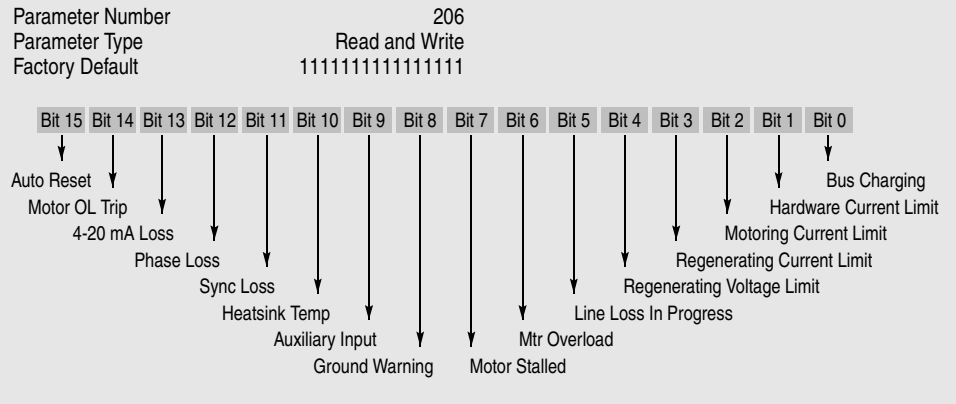 Parameter Number 206
Parameter Type Read and Write
Factory Default 1111111111111111
Bit 15 Bit 14 Bit 13 Bit 12 Bit 11 Bit 10 Bit 9 Bit 8 Bit 7 Bit 6 Bit 5 Bit 4 Bit 3 Bit 2 Bit 1 Bit 0
Auto Reset Bus Charging
Motor OL Trip Hardware Current Limit
4-20 mA Loss Motoring Current Limit
Phase Loss Regenerating Current Limit
Sync Loss Regenerating Voltage Limit
Heatsink Temp Line Loss In Progress
Auxiliary Input Mtr Overload
Ground Warning Motor Stalled